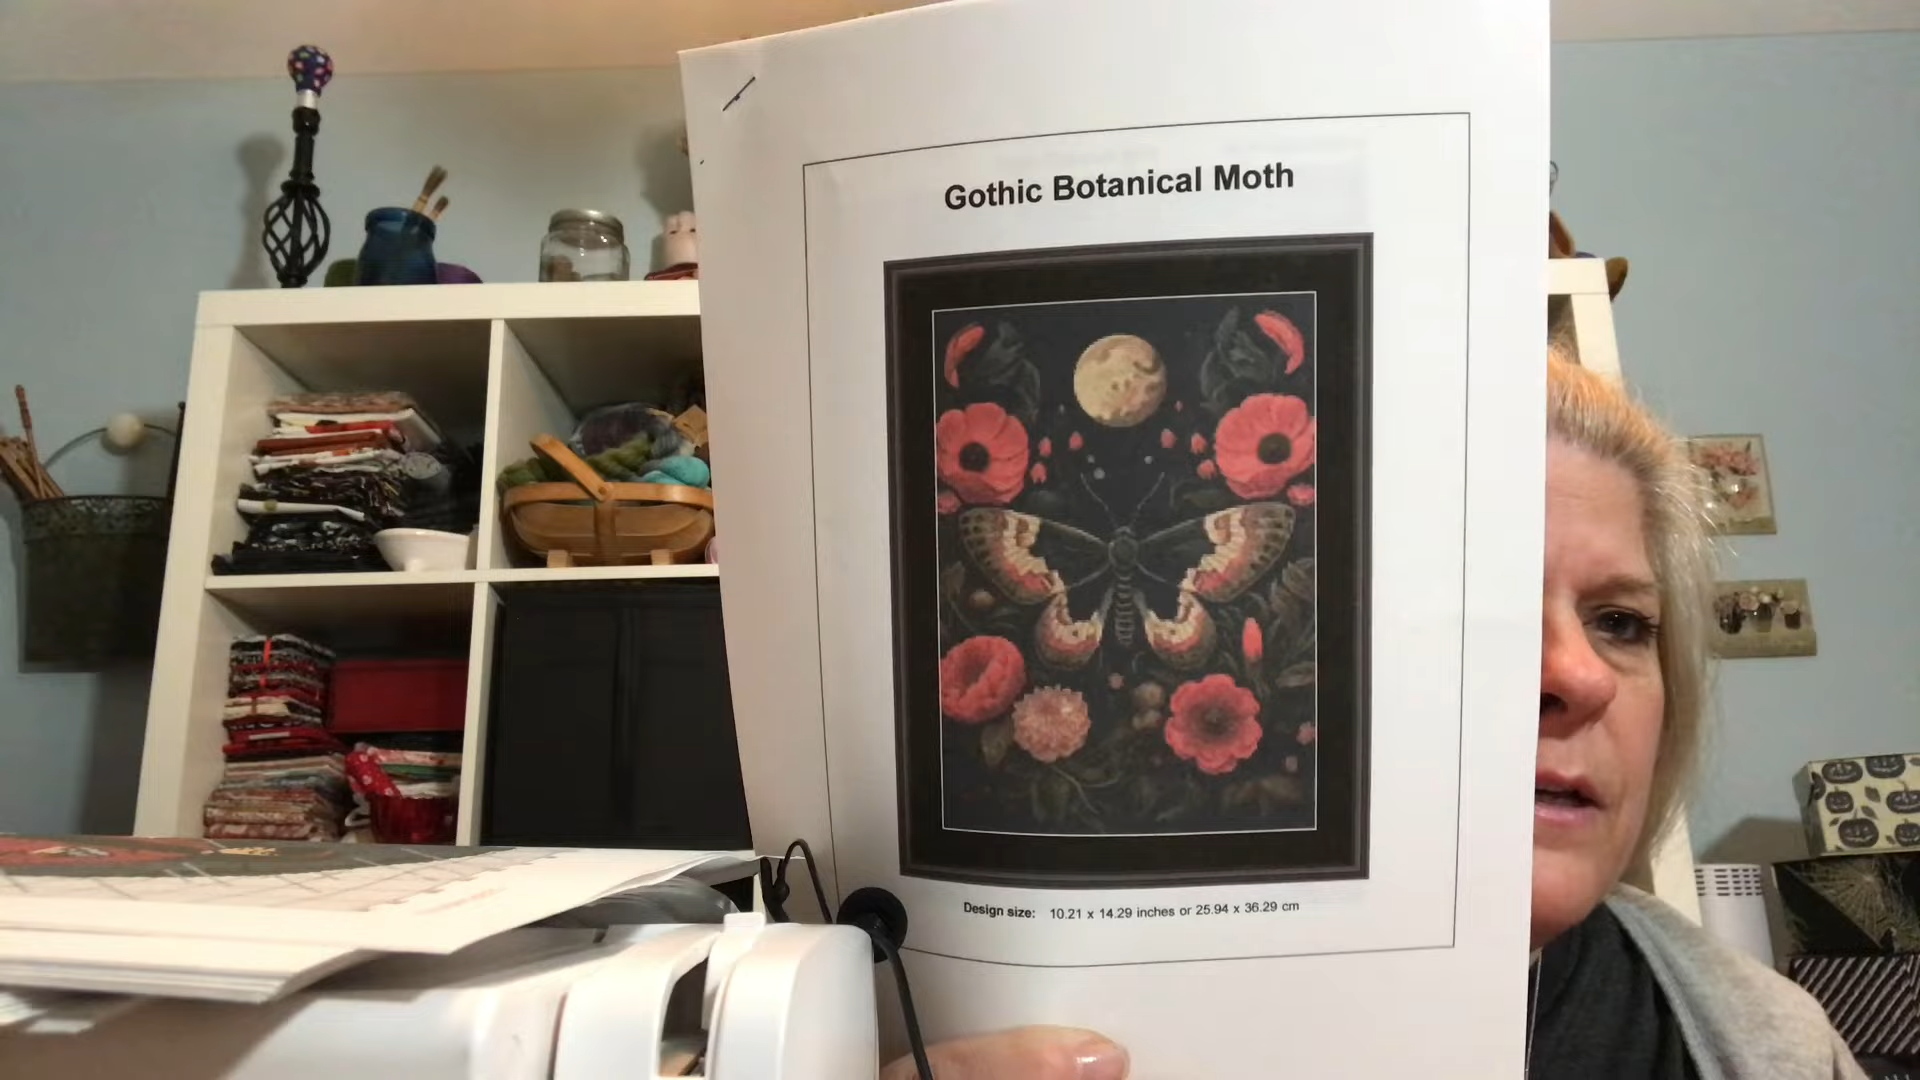 Gothic Botanical Moth
Design size: 10.21 x 14.29 inches or 25.94 x 36.29 cm